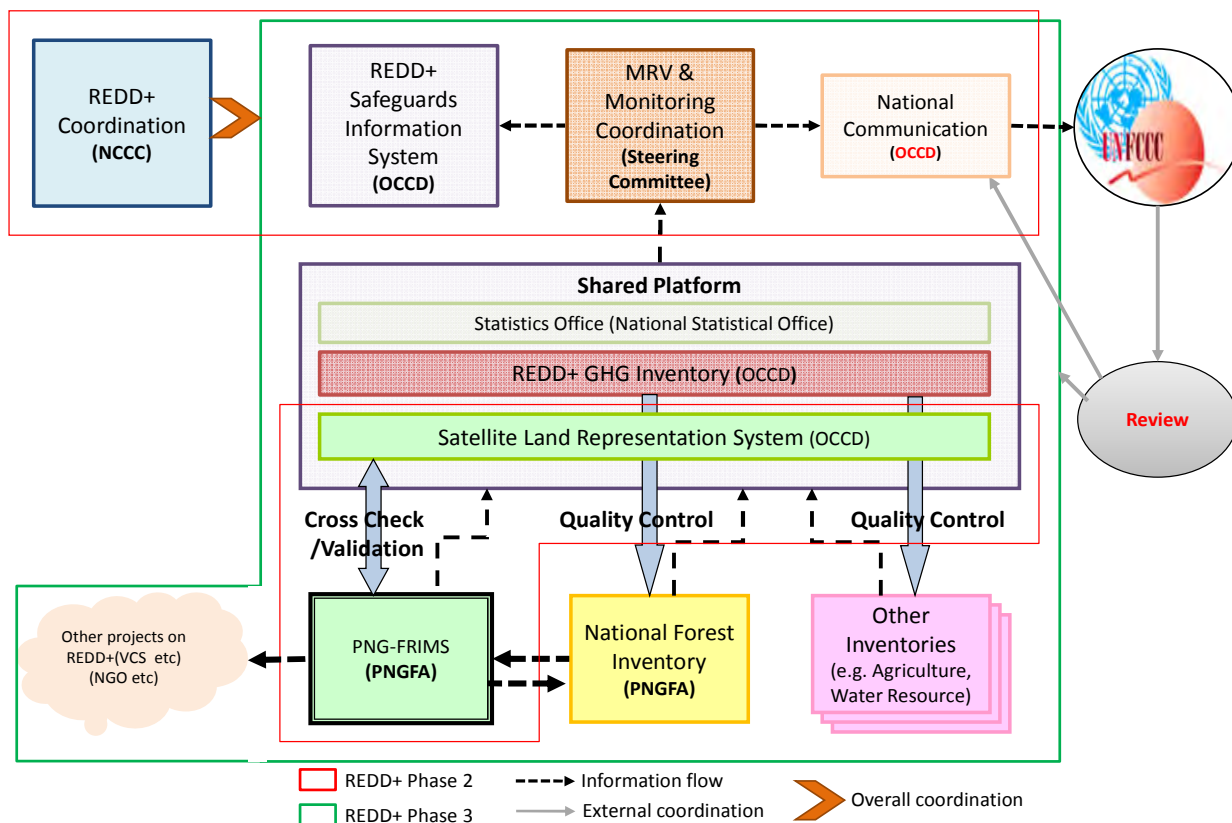 REDD+
Coordination
(NCCC)
REDD+
Safeguards
Information
System
(OCCD)
MRV &
Monitoring
Coordination
(Steering
Committee)
National
Communication
(OCCD)
UNFCCC
Shared Platform
Statistics Office (National Statistical Office)
REDD+ GHG Inventory (OCCD)
Satellite Land Representation System (OCCD)
Review
Cross Check
/Validation
Quality Control
Quality Control
Other projects on
REDD+(VCS etc)
(NGO etc)
PNG-FRIMS
(PNGFA)
National Forest
Inventory
(PNGFA)
Other
Inventories
(e.g. Agriculture,
Water Resource)
REDD+ Phase 2
REDD+ Phase 3
Information flow
External coordination
Overall coordination